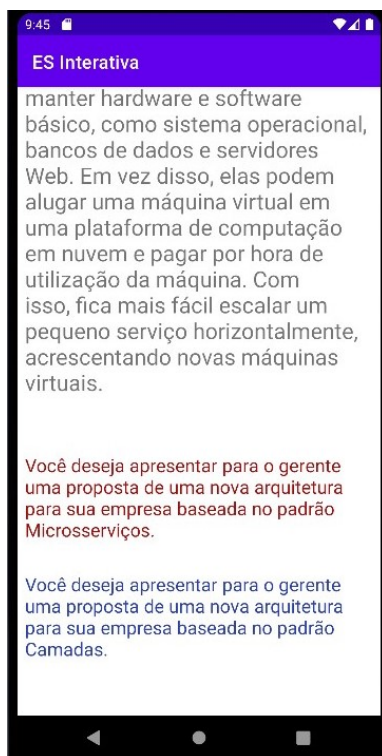 9:45
ES Interativa
manter hardware e software
básico, como sistema operacional,
bancos de dados e servidores
Web. Em vez disso, elas podem
alugar uma máquina virtual em
uma plataforma de computação
em nuvem e pagar por hora de
utilização da máquina. Com
isso, fica mais fácil escalar um
pequeno serviço horizontalmente,
acrescentando novas máquinas
virtuais.
Você deseja apresentar para o gerente
uma proposta de uma nova arquitetura
para sua empresa baseada no padrão
Microsserviços.
Você deseja apresentar para o gerente
uma proposta de uma nova arquitetura
para sua empresa baseada no padrão
Camadas.